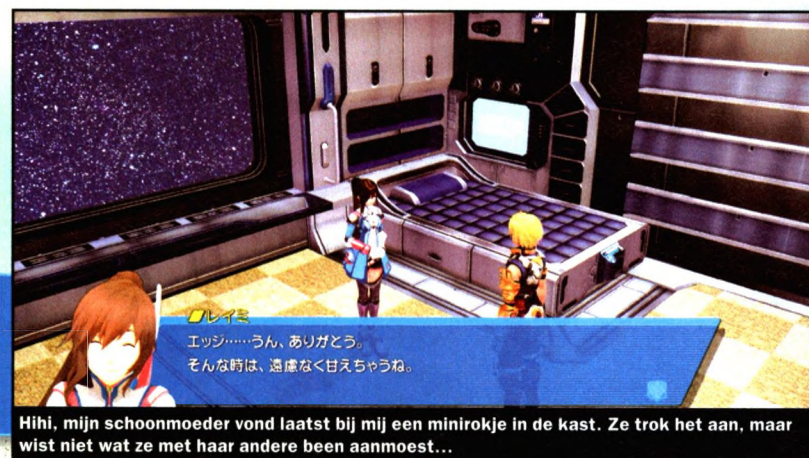 レイミ
エッジ……うん、ありがとう。
そんな時は、遠慮なく甘えちゃうね。
Hihi, mijn schoonmoeder vond laatst bij mij een minirokje in de kast. Ze trok het aan, maar
wist niet wat ze met haar andere been aanmoest...